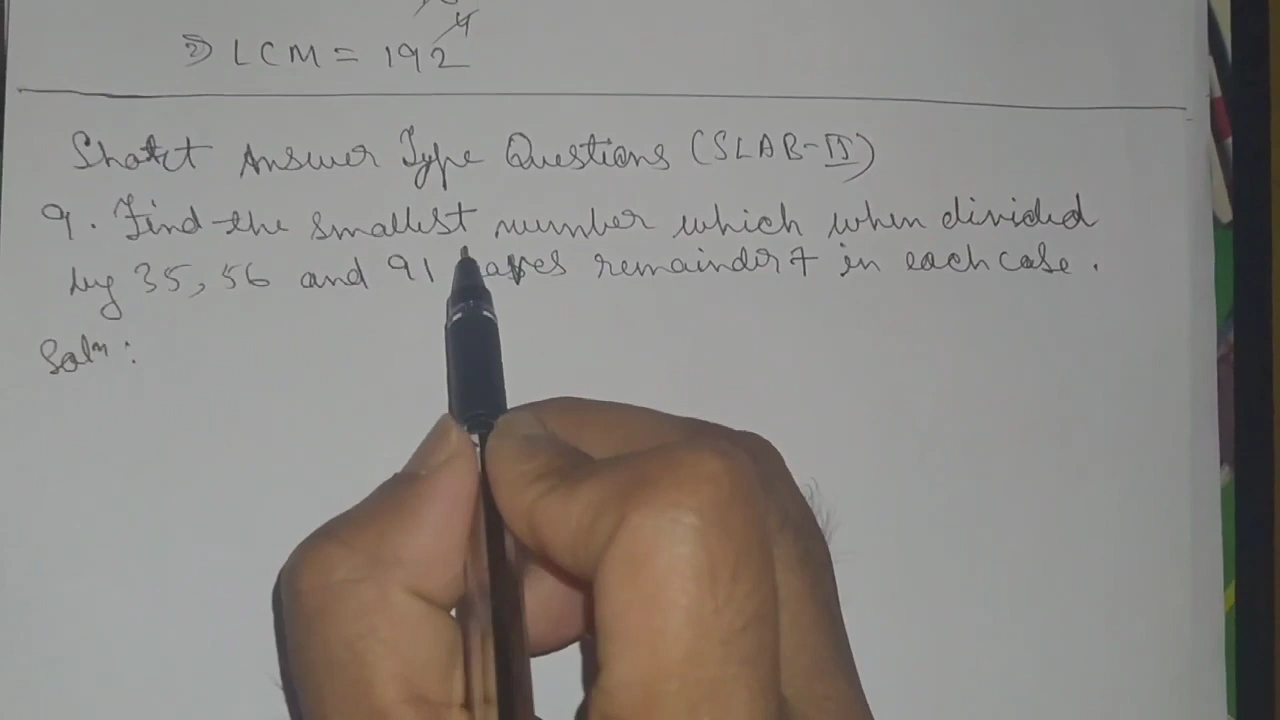 2) LCM = 192
Short Answer Type Questions (SLAB-II)
9. Find the smallest number which when divided
by 35, 56 and 91 leaves remainder 7 in each case.
Solⁿ: